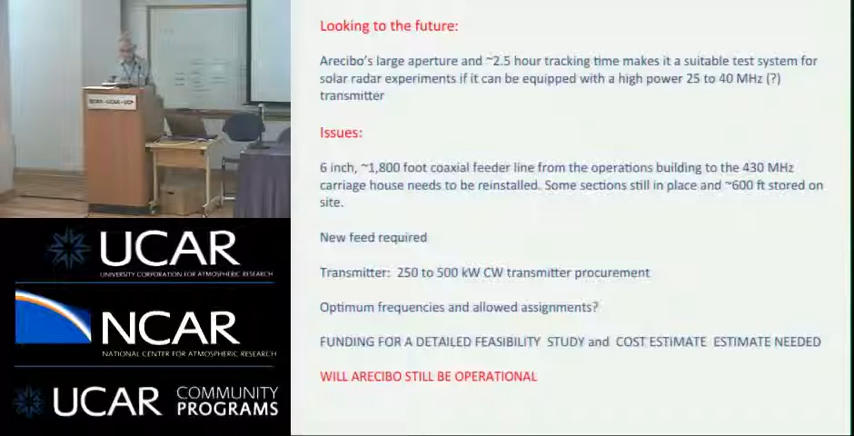 Looking to the future:
Arecibo's large aperture and ~2.5 hour tracking time makes it a suitable test system for
solar radar experiments if it can be equipped with a high power 25 to 40 MHz (?)
transmitter
Issues:
6 inch, ~1,800 foot coaxial feeder line from the operations building to the 430 MHz
carriage house needs to be reinstalled. Some sections still in place and ~600 ft stored on
site.
New feed required
Transmitter: 250 to 500 kW CW transmitter procurement
Optimum frequencies and allowed assignments?
FUNDING FOR A DETAILED FEASIBILITY STUDY and COST ESTIMATE ESTIMATE NEEDED
WILL ARECIBO STILL BE OPERATIONAL
UCAR
UNIVERSITY CORPORATION FOR ATMOSPHERIC RESEARCH
NCAR
NATIONAL CENTER FOR ATMOSPHERIC RESEARCH
UCAR COMMUNITY
PROGRAMS